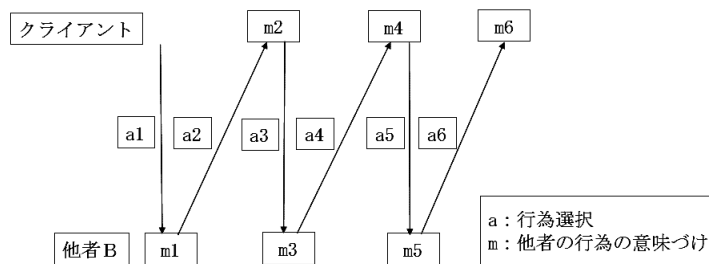 クライアント
m2
m4
m6
a1
a2
a3
a4
a5
a6
他者B
m1
m3
m5
a：行為選択
m：他者の行為の意味づけ